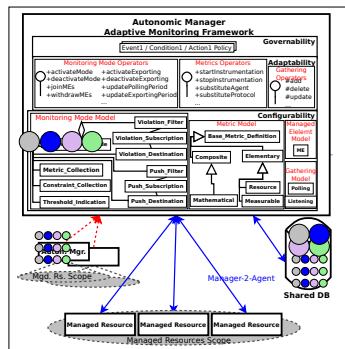 Autonomic Manager
Adaptive Monitoring Framework
Governability
Event1 / Condition1 / Action1 Policy
Adaptability
Monitoring Mode Operators
+activateMode
+deactivateMode
+joinMEs
+withdrawMEs
...
+activateExporting
+deactivateExporting
+updatePollingPeriod
+updateExportingPeriod
Metrics Operators
+startInstrumentation
+stopInstrumentation
+substituteAgent
+substituteProtocol
...
Gathering
Operators
#add
#delete
#update
...
Configurability
Monitoring Mode Model
Violation_Filter
Violation_Subscription
Violation_Destination
Metric_Collection
Constraint_Collection
Threshold_Indication
Push_Filter
Push_Subscription
Push_Destination
Metric Model
Base_Metric_Definition
Composite
Elementary
Resource
Mathematical
Measurable
Managed
Elelemt Model
ME
Gathering
Model
Polling
Listening
Mgr.
Mgd. Rs. Scope
Manager-2-Agent
Shared DB
Managed Resource
Managed Resource
Managed Resource
Managed Resources Scope